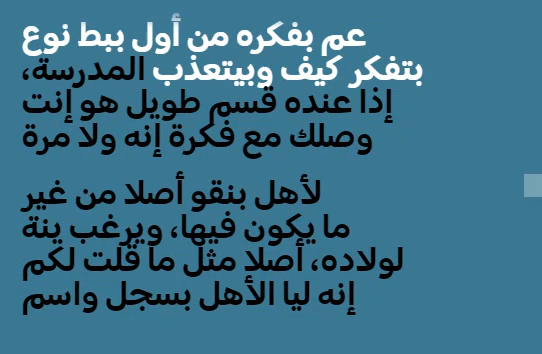 عم بفكره من أول ببط نوع
بتفكر كيف وبيتعذب المدرسة،
إذا عنده قسم طويل هو إنت
وصلك مع فكرة إنه ولا مرة
لأهل بنقو أصلا من غير
ما يكون فيها، ويرغب ينة
لولاده، أصلا مثل ما قلت لكم
إنه ليا الأهل بسجل واسم